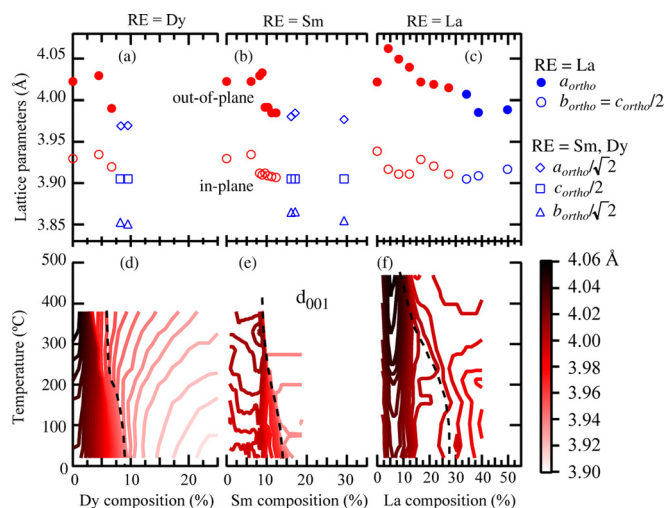 RE = Dy
RE = Sm
RE = La
Lattice parameters (Å)
4.05
4.00
3.95
3.90
3.85
(a)
(b)
(c)
out-of-plane
in-plane
RE = La
a_ortho
b_ortho = c_ortho/2
RE = Sm, Dy
a_ortho/√2
c_ortho/2
b_ortho/√2
Temperature (ºC)
500
400
300
200
100
0
(d)
(e)
(f)
d001
0 10 20
0 10 20 30
0 10 20 30 40 50
Dy composition (%)
Sm composition (%)
La composition (%)
4.06 Å
4.04
4.02
4.00
3.98
3.96
3.94
3.92
3.90